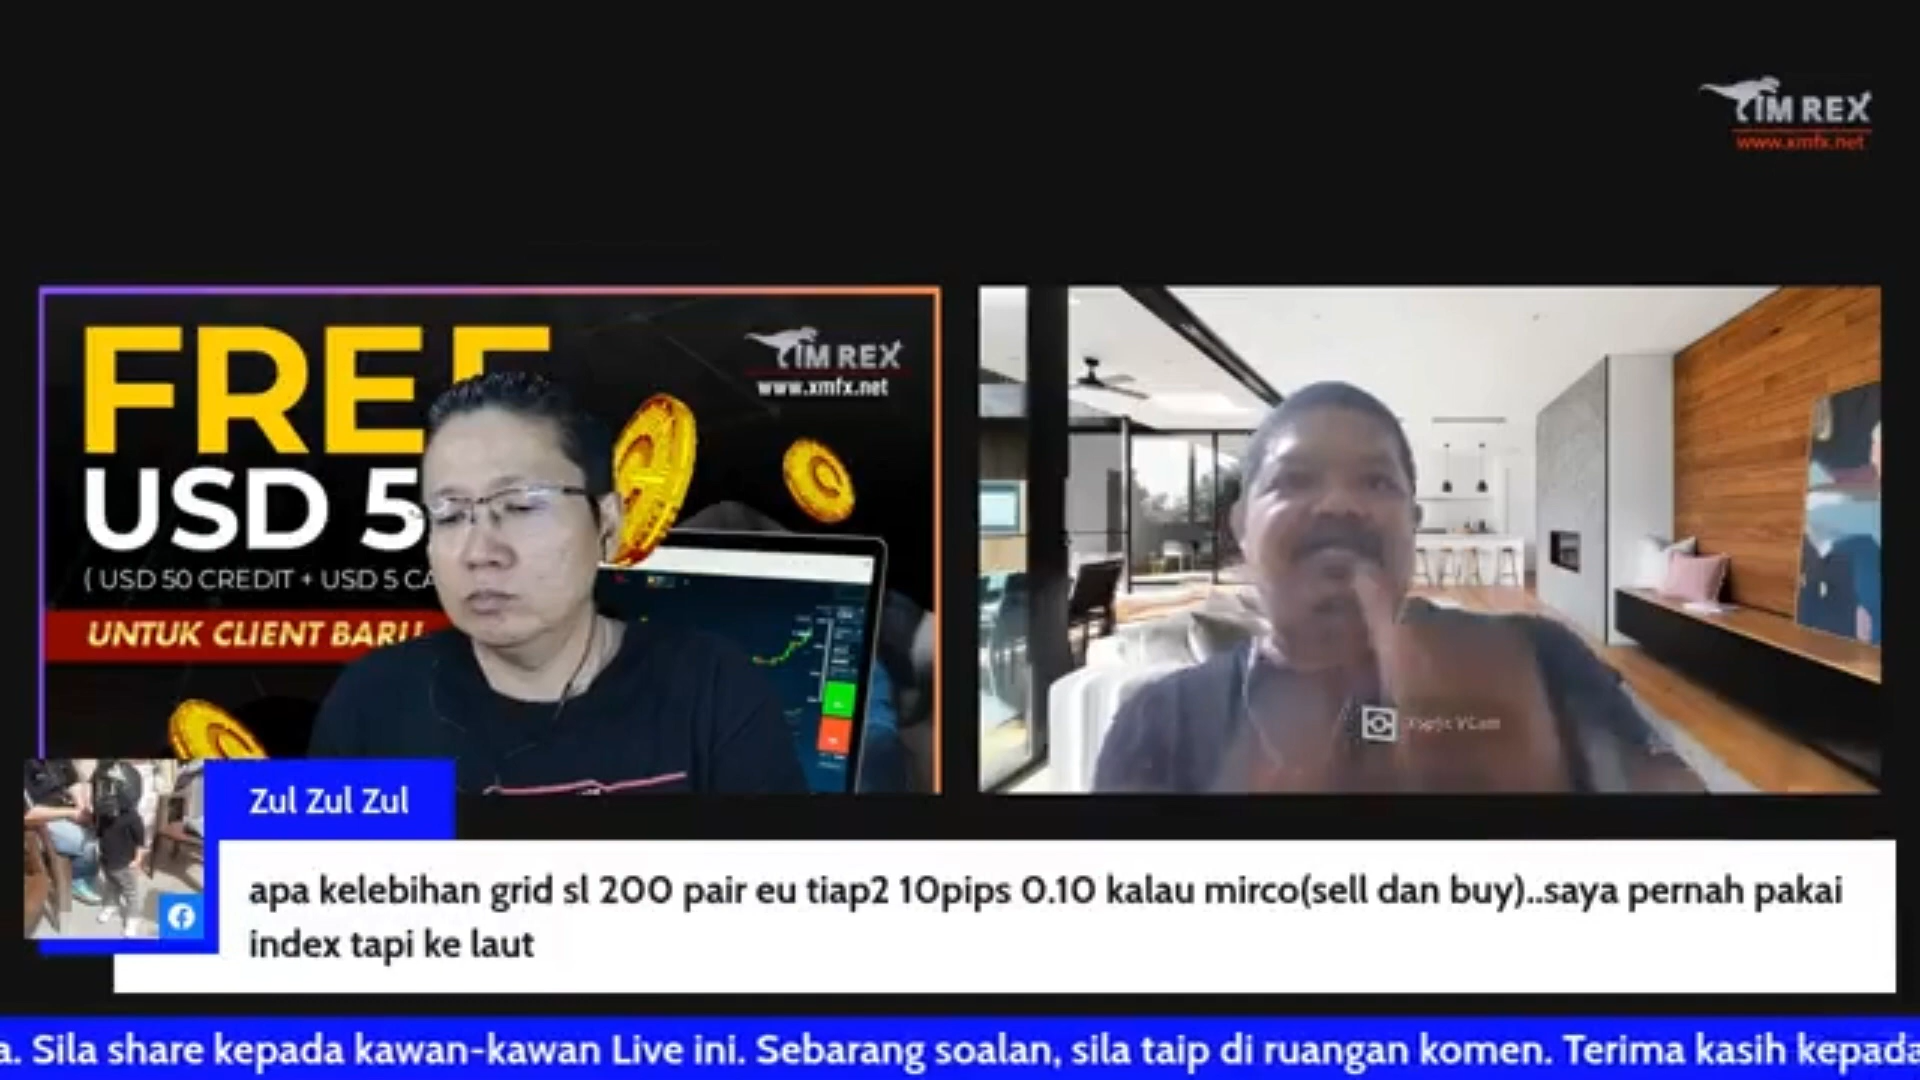 TIM REX
www.xmfx.net
FREE
USD 5
( USD 50 CREDIT + USD 5 CA
UNTUK CLIENT BARU
TIM REX
www.xmfx.net
Zul Zul Zul
apa kelebihan grid sl 200 pair eu tiap2 10pips 0.10 kalau mirco(sell dan buy)..saya pernah pakai
index tapi ke laut
a. Sila share kepada kawan-kawan Live ini. Sebarang soalan, sila taip di ruangan komen. Terima kasih kepada